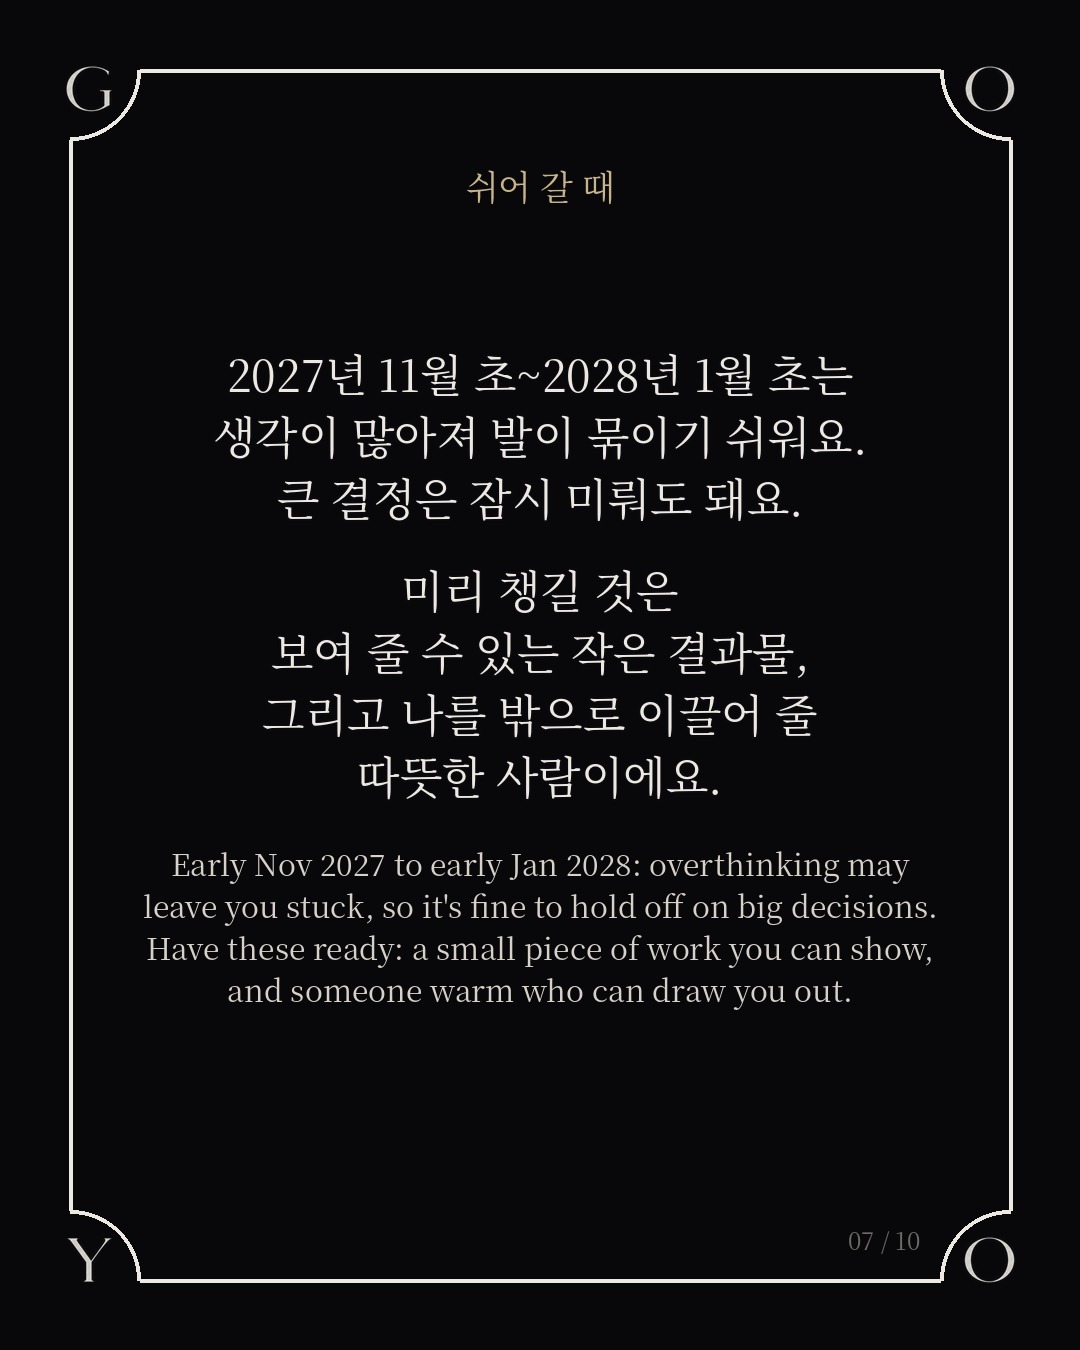 G O
쉬어 갈 때
2027년 11월 초~2028년 1월 초는
생각이 많아져 발이 묶이기 쉬워요.
큰 결정은 잠시 미뤄도 돼요.
미리 챙길 것은
보여 줄 수 있는 작은 결과물,
그리고 나를 밖으로 이끌어 줄
따뜻한 사람이에요.
Early Nov 2027 to early Jan 2028: overthinking may
leave you stuck, so it's fine to hold off on big decisions.
Have these ready: a small piece of work you can show,
and someone warm who can draw you out.
07 / 10
Y O